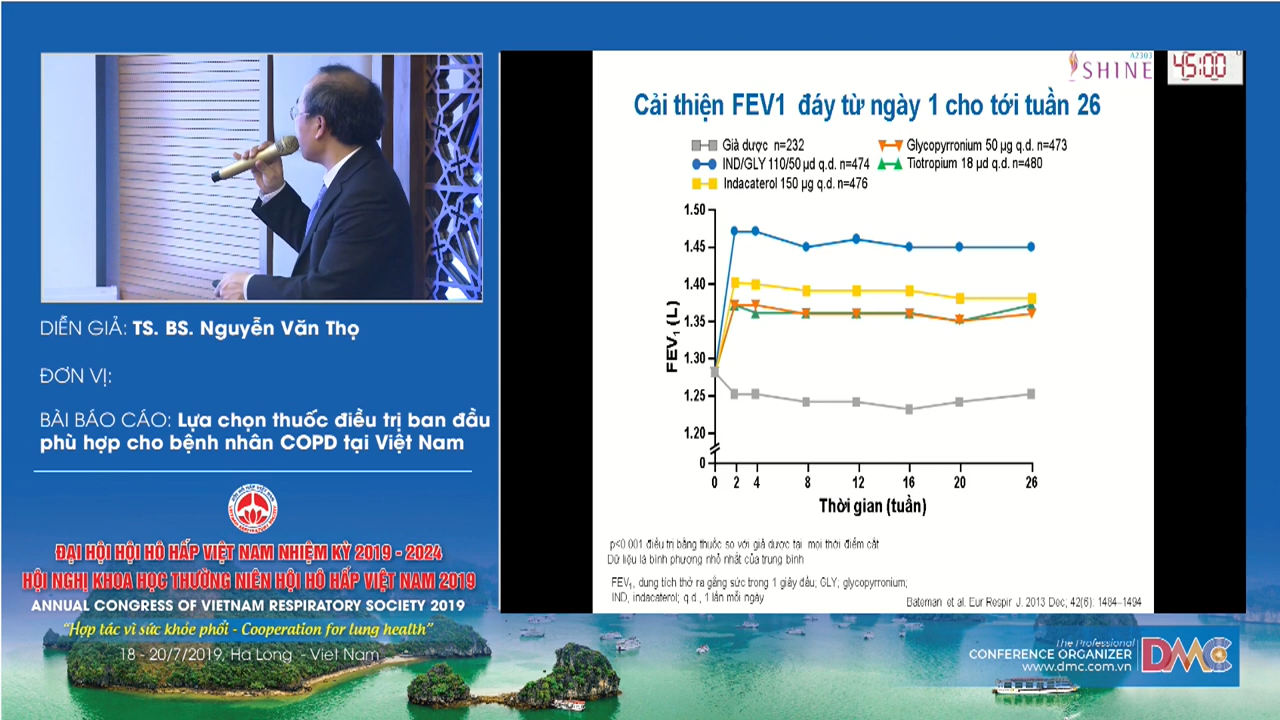 SHINE
A2303
45:00
Cải thiện FEV1 đáy từ ngày 1 cho tới tuần 26
Giả dược n=232
IND/GLY 110/50 µd q.d. n=474
Indacaterol 150 µg q.d. n=476
Glycopyrronium 50 µg q.d. n=473
Tiotropium 18 µd q.d. n=480
FEV₁ (L)
1.50
1.45
1.40
1.35
1.30
1.25
1.20
0
0 2 4 8 12 16 20 26
Thời gian (tuần)
p<0.001 điều trị bằng thuốc so với giả dược tại mọi thời điểm cắt
Dữ liệu là bình phương nhỏ nhất của trung bình
FEV₁, dung tích thở ra gắng sức trong 1 giây đầu; GLY; glycopyrronium;
IND, indacaterol; q.d., 1 lần mỗi ngày
Bateman et al. Eur Respir J. 2013 Dec; 42(6): 1484–1494
DIỄN GIẢ: TS. BS. Nguyễn Văn Thọ
ĐƠN VỊ:
BÀI BÁO CÁO: Lựa chọn thuốc điều trị ban đầu
phù hợp cho bệnh nhân COPD tại Việt Nam
ĐẠI HỘI HỘI HÔ HẤP VIỆT NAM NHIỆM KỲ 2019 - 2024
HỘI NGHỊ KHOA HỌC THƯỜNG NIÊN HỘI HÔ HẤP VIỆT NAM 2019
ANNUAL CONGRESS OF VIETNAM RESPIRATORY SOCIETY 2019
“Hợp tác vì sức khỏe phổi - Cooperation for lung health”
18 - 20/7/2019, Ha Long - Viet Nam
The Professional
CONFERENCE ORGANIZER
www.dmc.com.vn
DMC